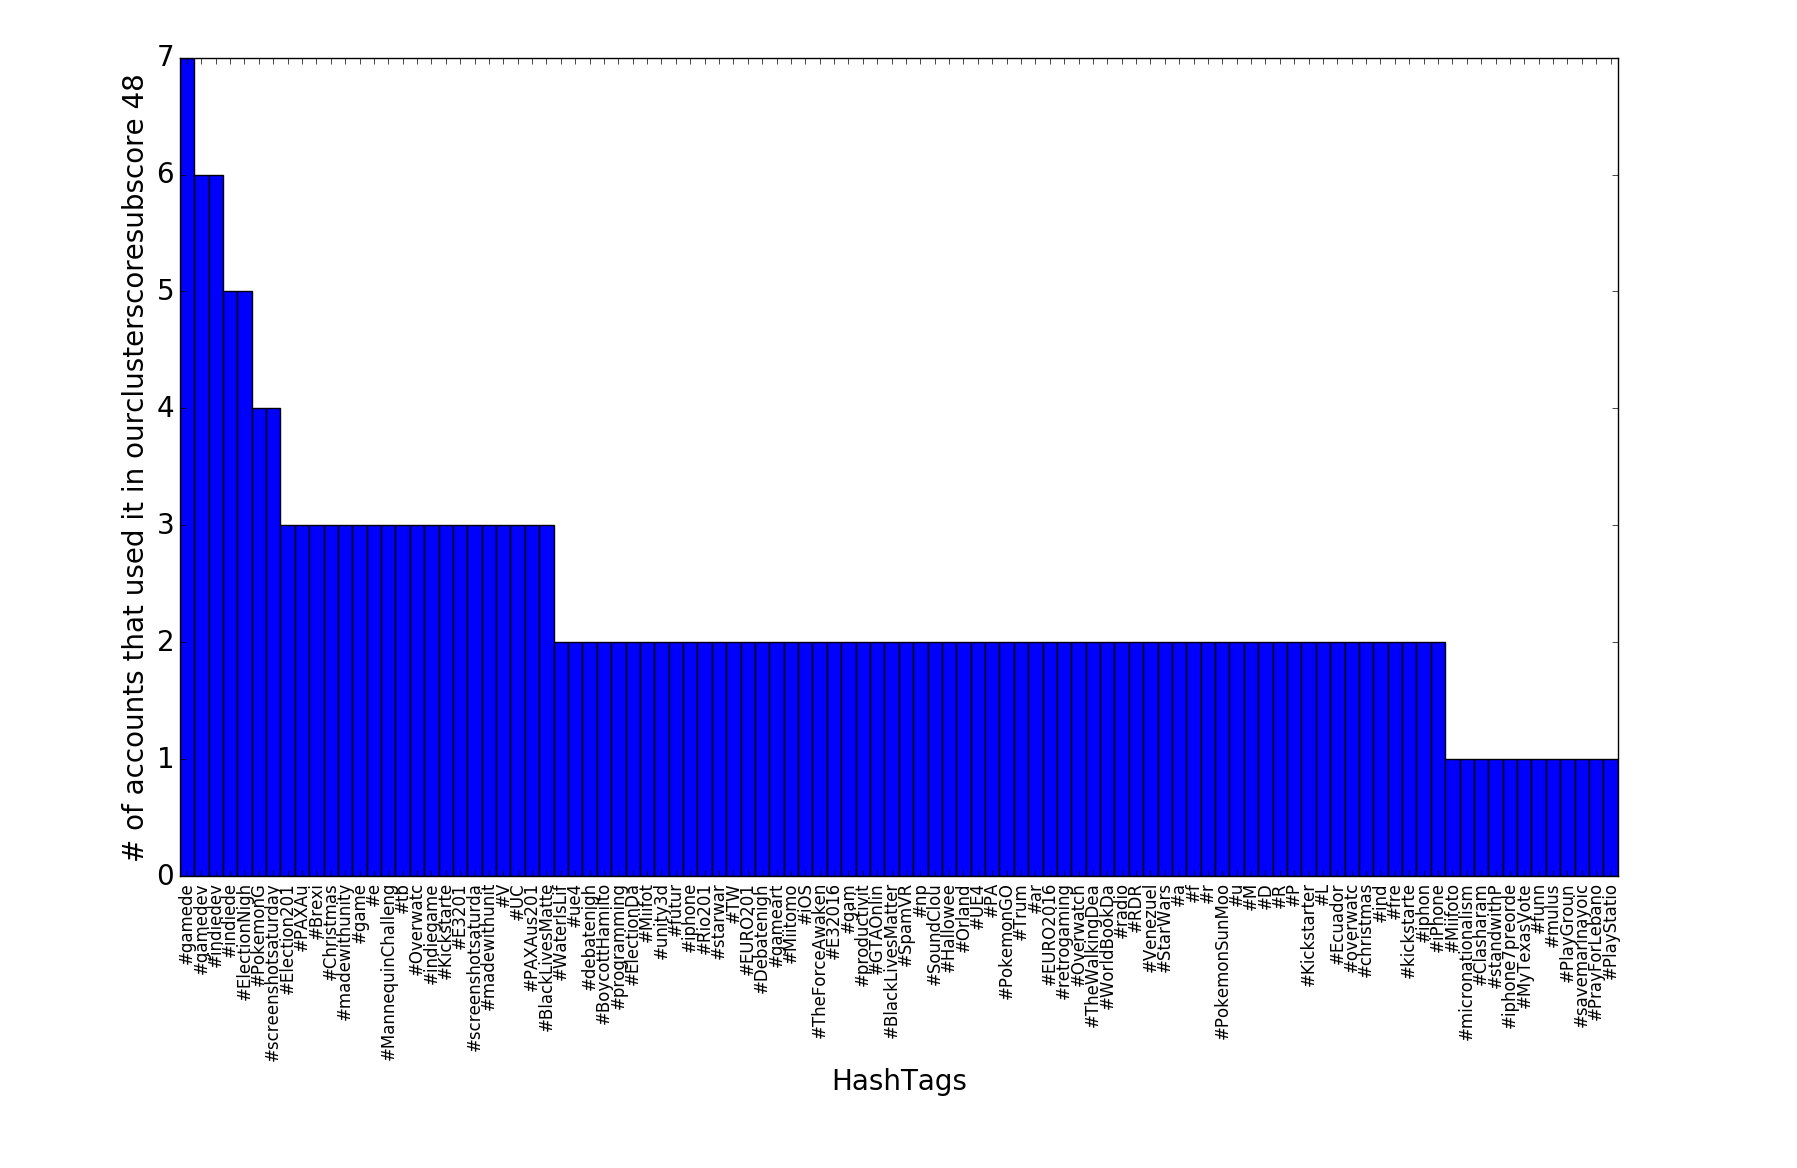 # of accounts that used it in ourclusterscoresubscore 48
7
6
5
4
3
2
1
0
#gamede
#gamedev
#indiedev
#indiede
#ElectionNigh
#PokemonG
#screenshotsaturday
#Election201
#PAXAu
#Brexi
#Christmas
#madewithunity
#game
#e
#MannequinChalleng
#tb
#Overwatc
#indiegame
#Kickstarte
#E3201
#screenshotsaturda
#madewithunit
#V
#UC
#PAXAus201
#BlackLivesMatte
#WaterIsLif
#ue4
#debatenigh
#BoycottHamilto
#programming
#ElectionDa
#Miifot
#unity3d
#futur
#iphone
#Rio201
#starwar
#TW
#EURO201
#Debatenigh
#gameart
#Miitomo
#iOS
#TheForceAwaken
#E32016
#gam
#productivit
#GTAOnlin
#BlackLivesMatter
#SpamVR
#np
#SoundClou
#Hallowee
#Orland
#UE4
#PA
#PokemonGO
#Trum
#ar
#EURO2016
#retrogaming
#Overwatch
#TheWalkingDea
#WorldBookDa
#radio
#RDR
#Venezuel
#StarWars
#a
#f
#r
#PokemonSunMoo
#u
#M
#D
#R
#P
#Kickstarter
#L
#Ecuador
#overwatc
#christmas
#ind
#fre
#kickstarte
#iphon
#iPhone
#Miifoto
#micronationalism
#Clasharam
#standwithP
#iphone7preorde
#MyTexasVote
#funn
#mulus
#PlayGroun
#savemarinajoyc
#PrayForLebano
#PlayStatio
HashTags